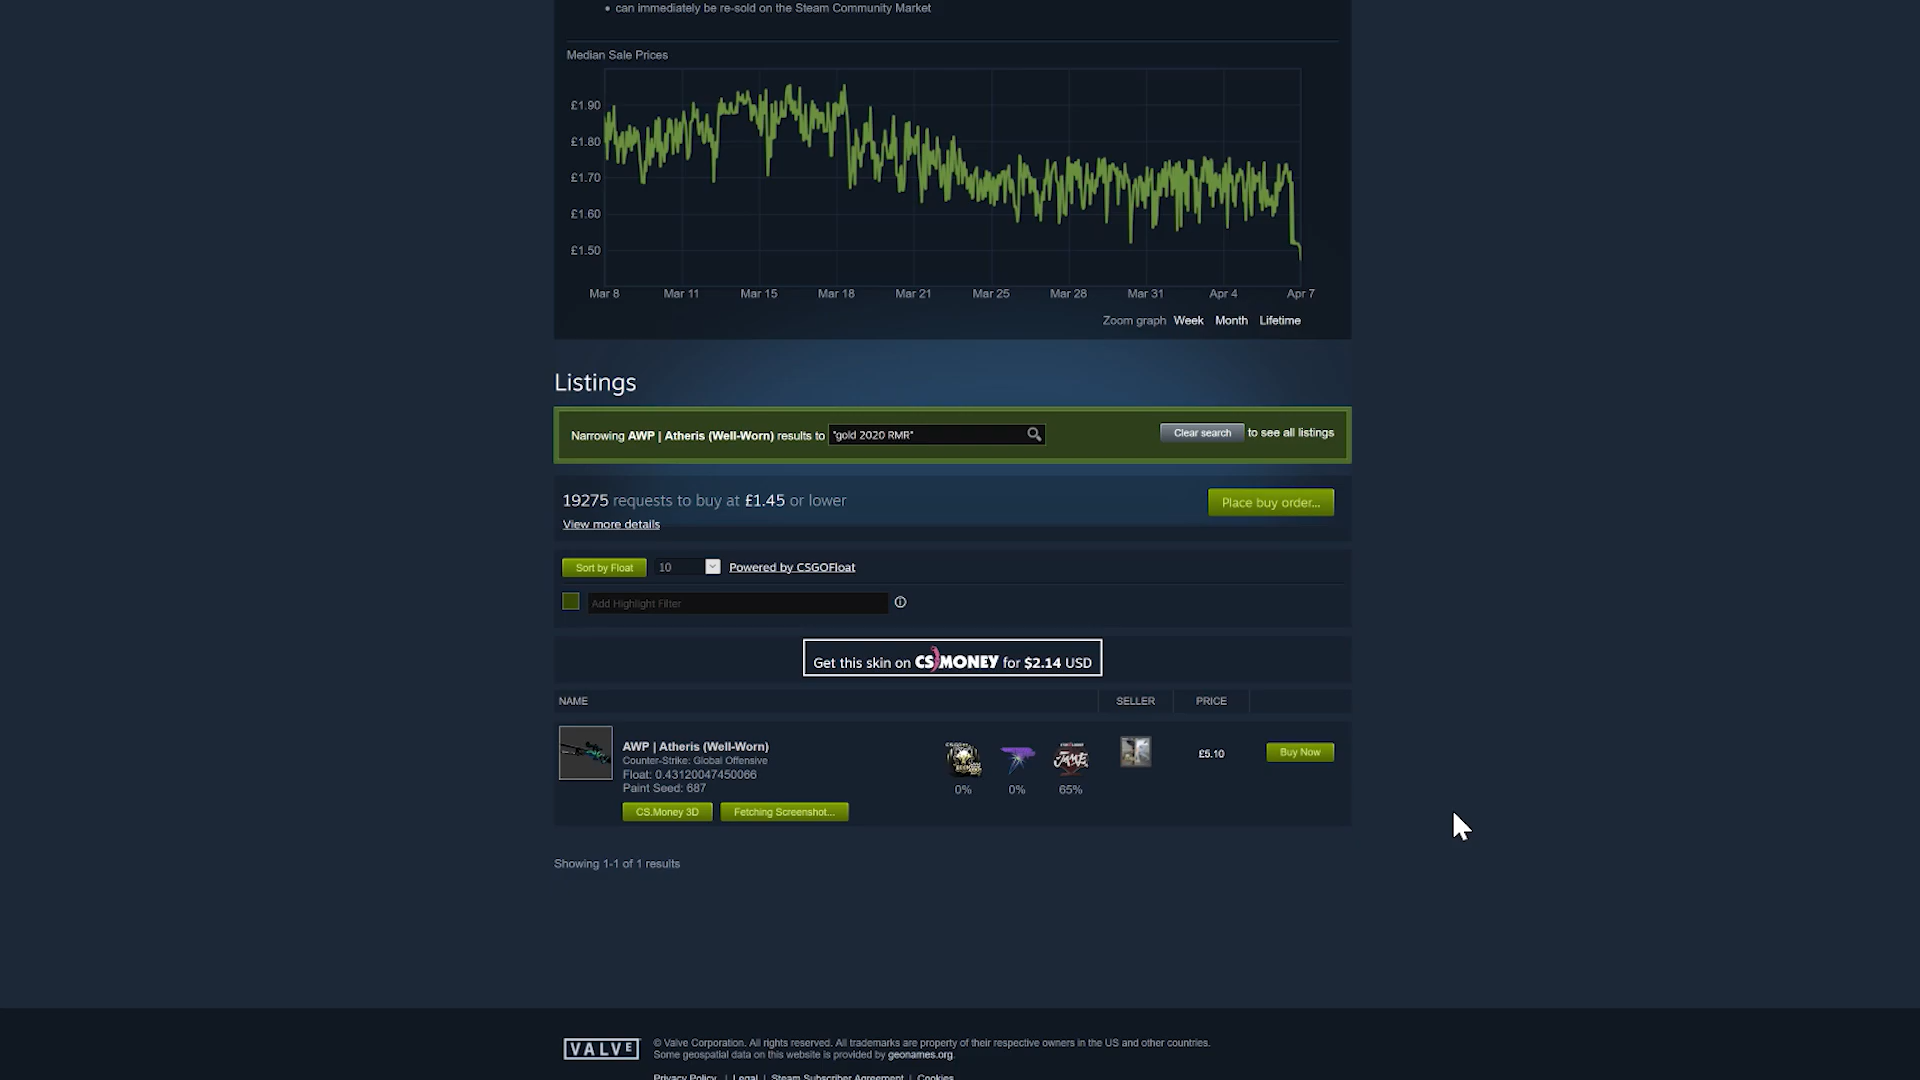 can immediately be re-sold on the Steam Community Market
Median Sale Prices
£1.90
£1.80
£1.70
£1.60
£1.50
Mar 8 Mar 11 Mar 15 Mar 18 Mar 21 Mar 25 Mar 28 Mar 31 Apr 4 Apr 7
Zoom graph Week Month Lifetime
Listings
Narrowing AWP | Atheris (Well-Worn) results to "gold 2020 RMR" Clear search to see all listings
19275 requests to buy at £1.45 or lower
Place buy order...
View more details
Sort by Float 10 Powered by CSGOFloat
Add Highlight Filter
Get this skin on CS.MONEY for $2.14 USD
NAME SELLER PRICE
AWP | Atheris (Well-Worn)
Counter-Strike: Global Offensive
Float: 0.43120047450066
Paint Seed: 687
JAME
0% 0% 65%
£5.10
Buy Now
CS.Money 3D Fetching Screenshot...
Showing 1-1 of 1 results
VALVE
© Valve Corporation. All rights reserved. All trademarks are property of their respective owners in the US and other countries.
Some geospatial data on this website is provided by geonames.org.
Privacy Policy | Legal | Steam Subscriber Agreement | Cookies